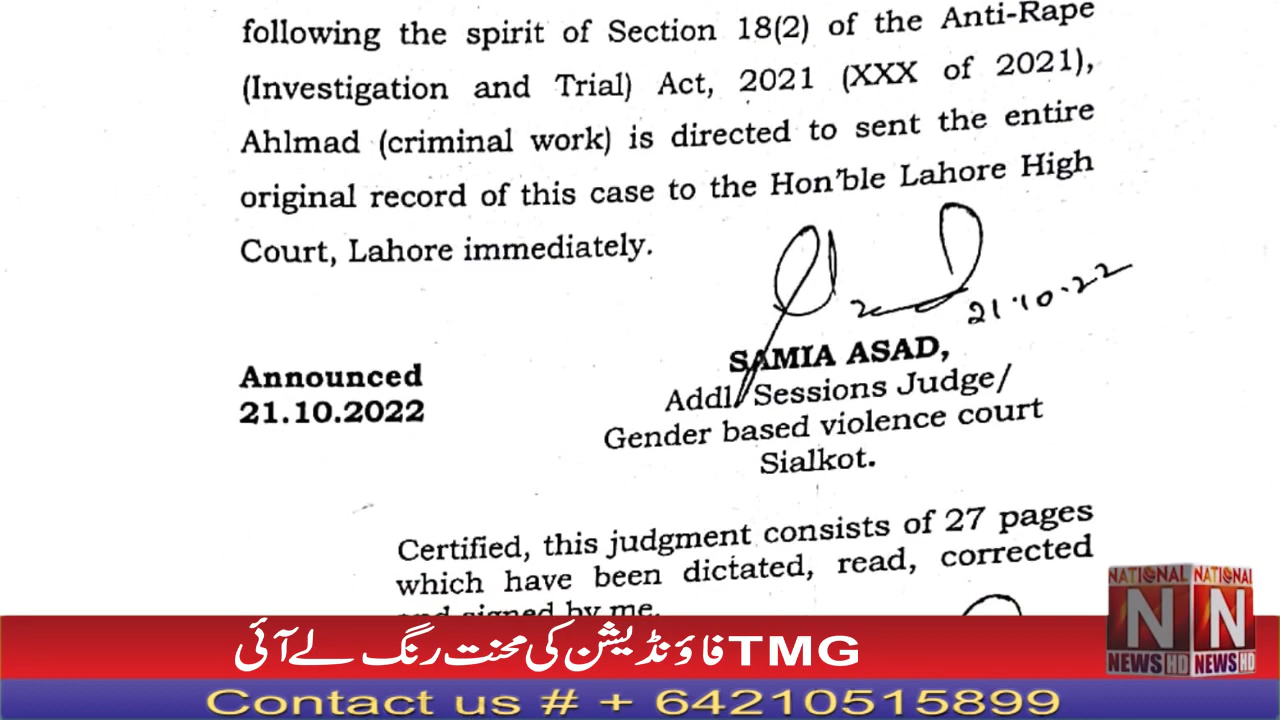 following the spirit of Section 18(2) of the Anti-Rape
(Investigation and Trial) Act, 2021 (XXX of 2021),
Ahlmad (criminal work) is directed to sent the entire
original record of this case to the Hon'ble Lahore High
Court, Lahore immediately.
21.10.22
SAMIA ASAD,
Announced
Addl Sessions Judge/
21.10.2022
Gender based violence court
Sialkot.
Certified, this judgment consists of 27 pages
which have been dictated, read, corrected
and signed by me.
NATIONAL NATIONAL
N N
NEWS HD NEWS HD
TMG فاؤنڈیشن کی محنت رنگ لے آئی
Contact us # + 64210515899